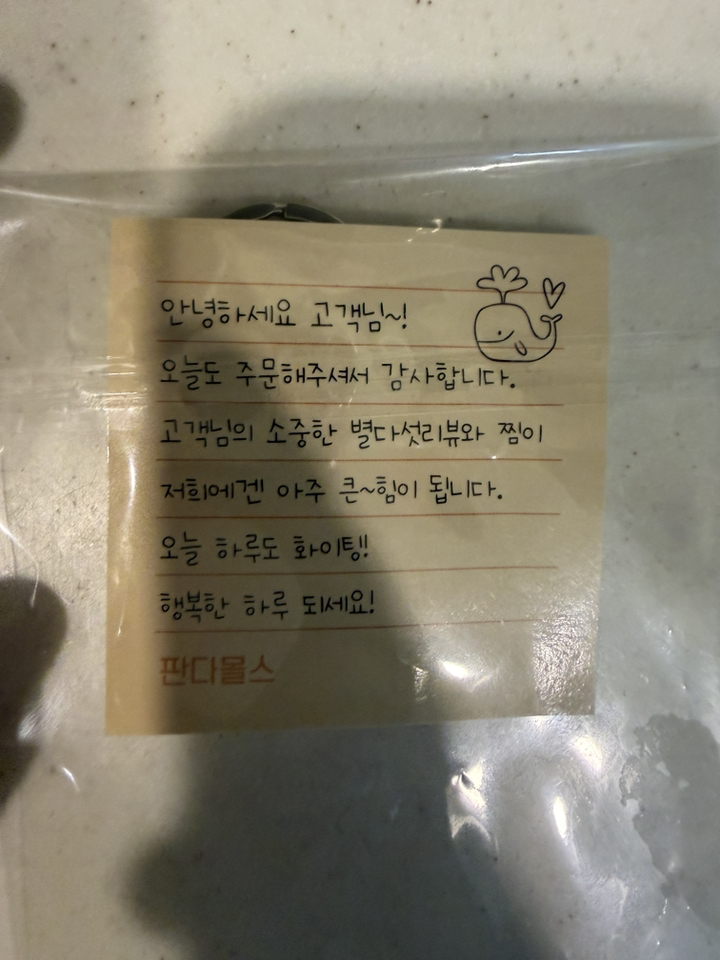 안녕하세요 고객님~!
오늘도 주문해주셔서 감사합니다.
고객님의 소중한 별다섯리뷰와 찜이
저희에겐 아주 큰~힘이 됩니다.
오늘 하루도 화이팅!
행복한 하루 되세요!
판다몰스